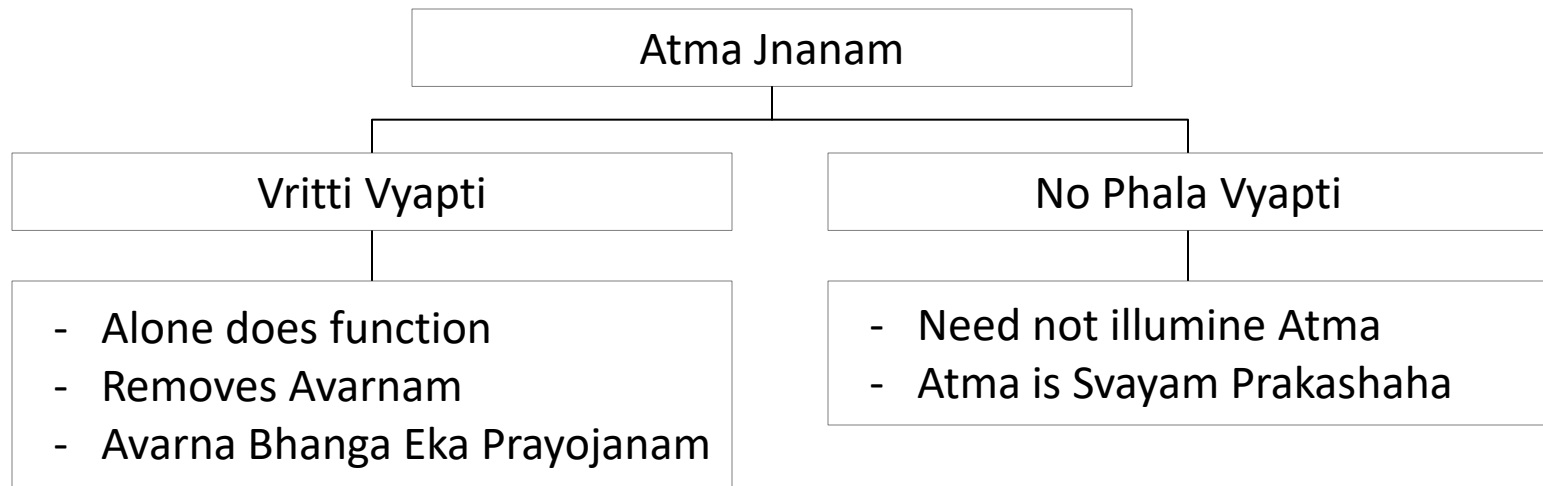 Atma Jnanam
Vritti Vyapti
No Phala Vyapti
- Alone does function
- Removes Avarnam
- Avarna Bhanga Eka Prayojanam
- Need not illumine Atma
- Atma is Svayam Prakashaha